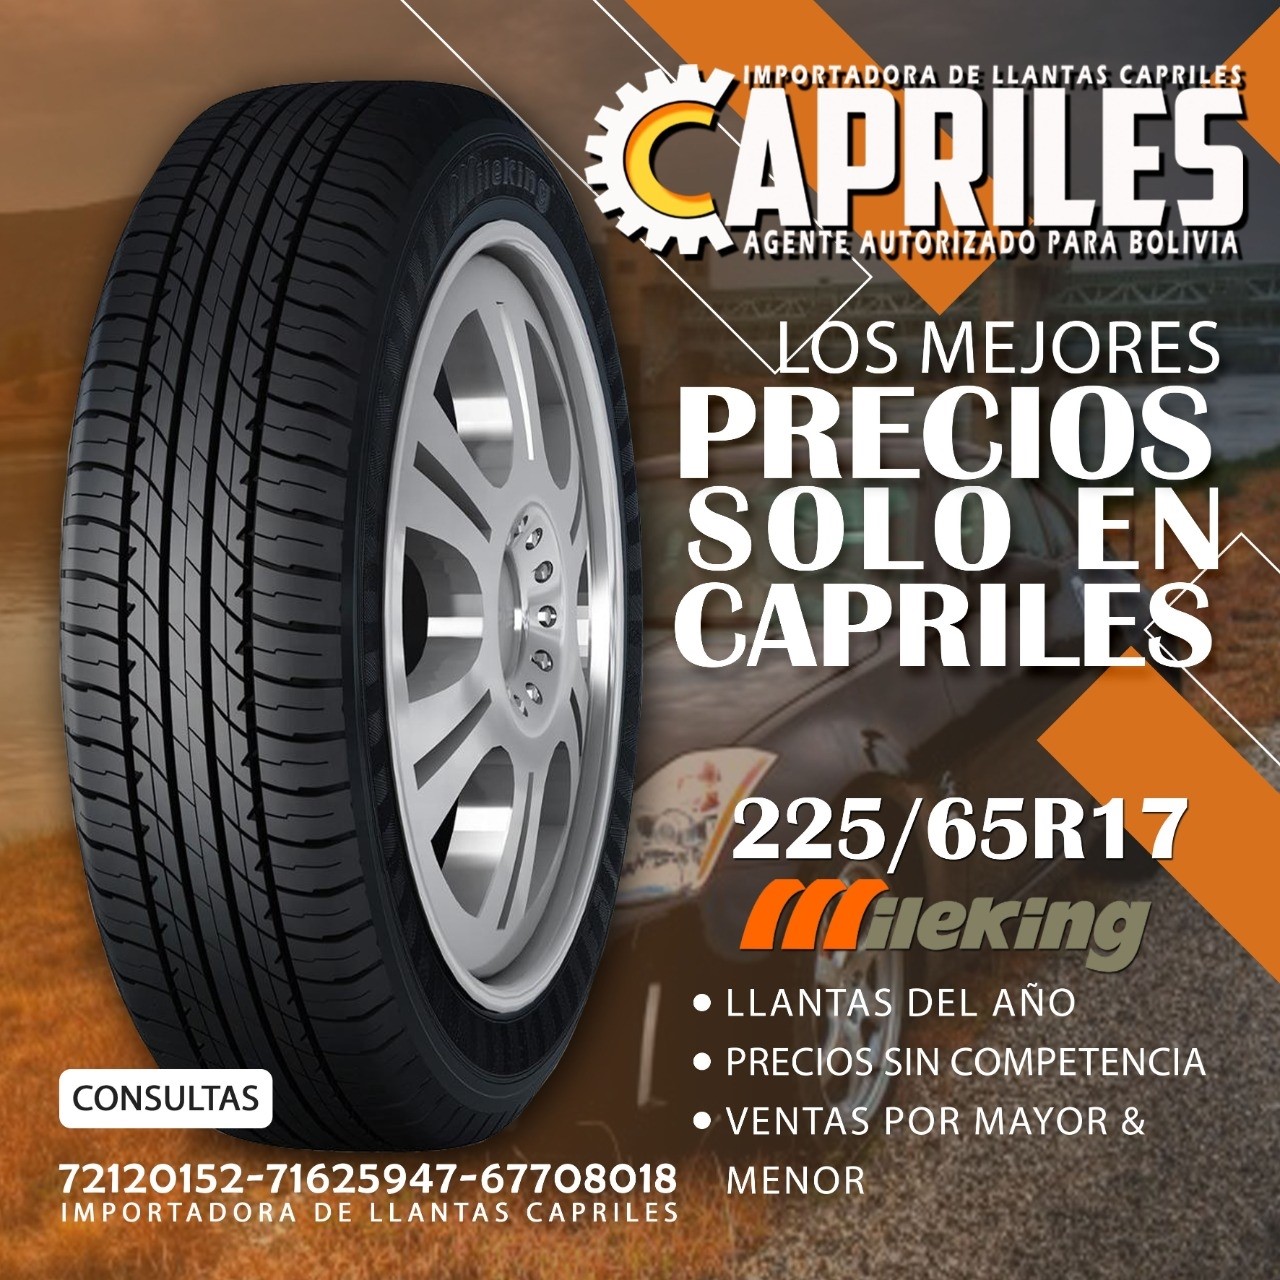 IMPORTADORA DE LLANTAS CAPRILES
CAPRILES
AGENTE AUTORIZADO PARA BOLIVIA
LOS MEJORES
PRECIOS
SOLO EN
CAPRILES
Mileking
225/65R17
Mileking
• LLANTAS DEL AÑO
• PRECIOS SIN COMPETENCIA
• VENTAS POR MAYOR &
MENOR
CONSULTAS
72120152-71625947-67708018
IMPORTADORA DE LLANTAS CAPRILES